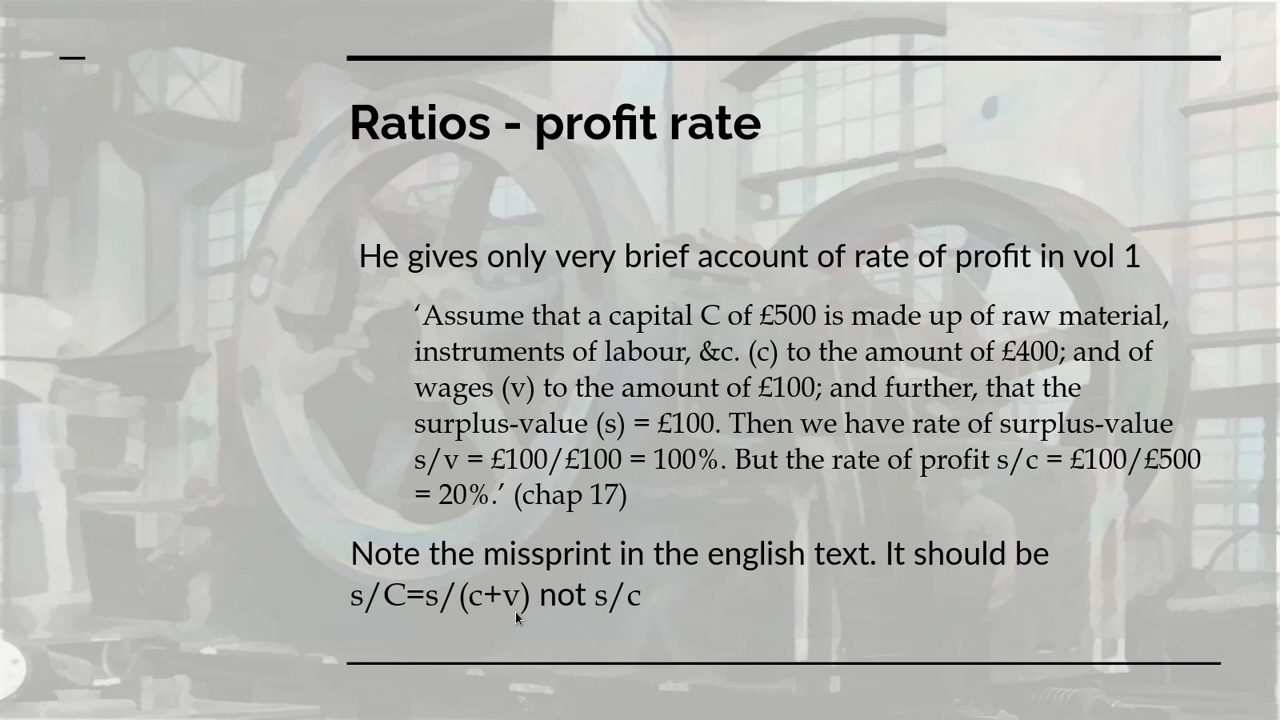 Ratios - profit rate
He gives only very brief account of rate of profit in vol 1
‘Assume that a capital C of £500 is made up of raw material,
instruments of labour, &c. (c) to the amount of £400; and of
wages (v) to the amount of £100; and further, that the
surplus-value (s) = £100. Then we have rate of surplus-value
s/v = £100/£100 = 100%. But the rate of profit s/c = £100/£500
= 20%.’ (chap 17)
Note the missprint in the english text. It should be
s/C=s/(c+v) not s/c